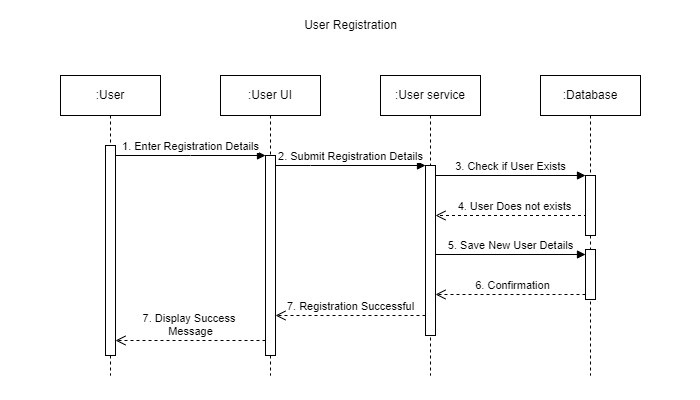 User Registration
:User
:User UI
:User service
:Database
1. Enter Registration Details
2. Submit Registration Details
3. Check if User Exists
4. User Does not exists
5. Save New User Details
6. Confirmation
7. Registration Successful
7. Display Success
Message